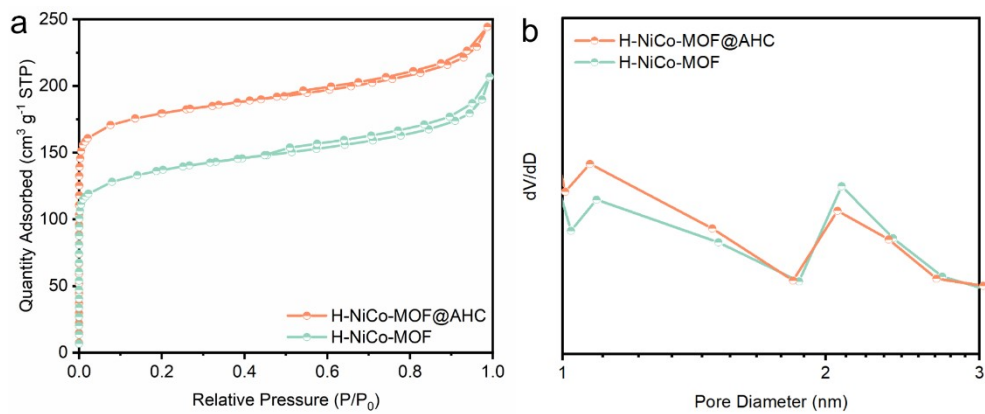 a
Quantity Adsorbed (cm³ g⁻¹ STP)
250
200
150
100
50
0
0.0 0.2 0.4 0.6 0.8 1.0
Relative Pressure (P/P₀)
H-NiCo-MOF@AHC
H-NiCo-MOF
b
dV/dD
H-NiCo-MOF@AHC
H-NiCo-MOF
1 2 3
Pore Diameter (nm)